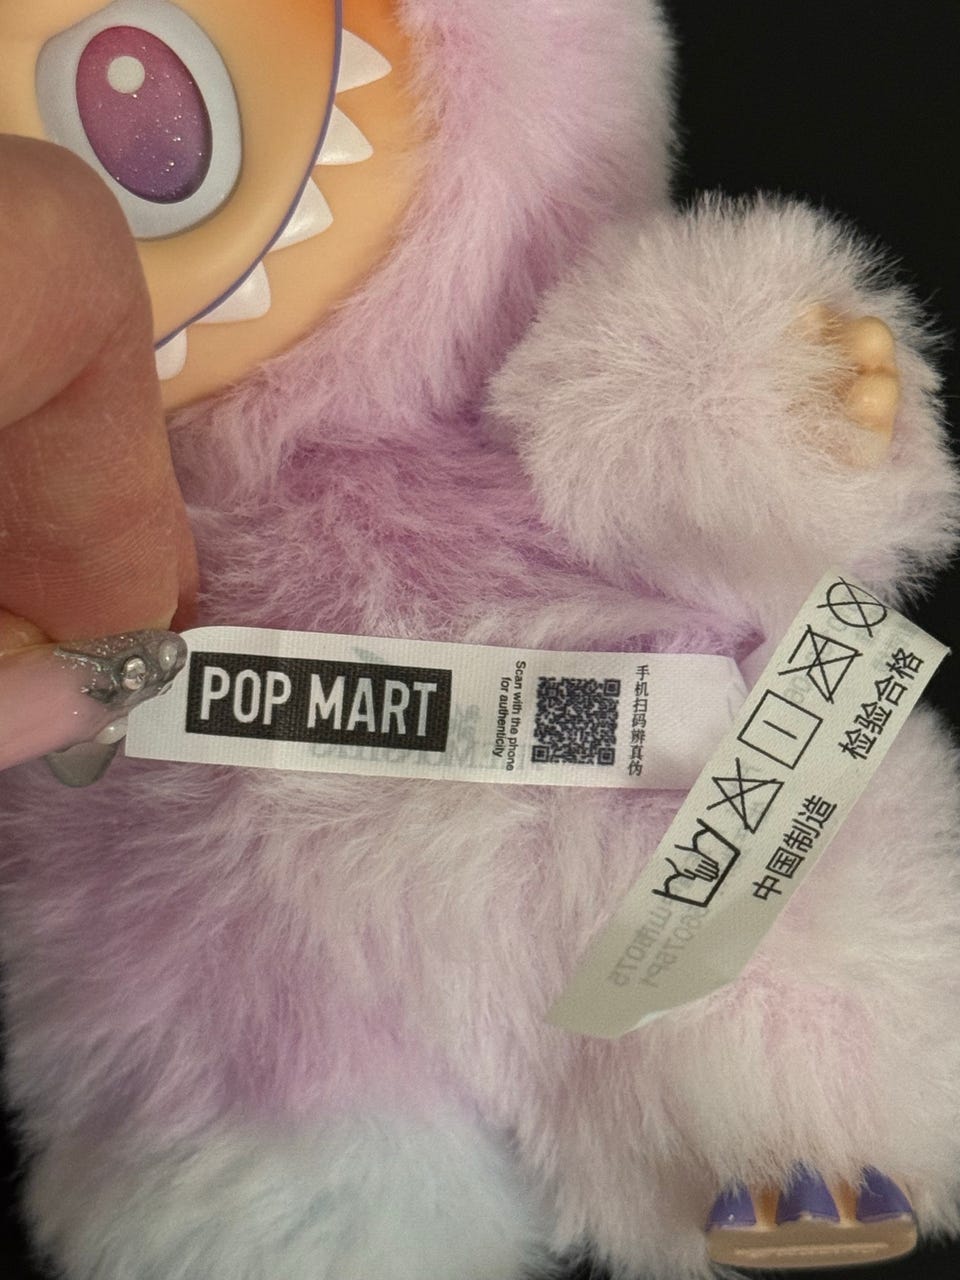 POP MART
Scan with the phone
for authenticity
手机扫码辨真伪
检验合格
中国制造